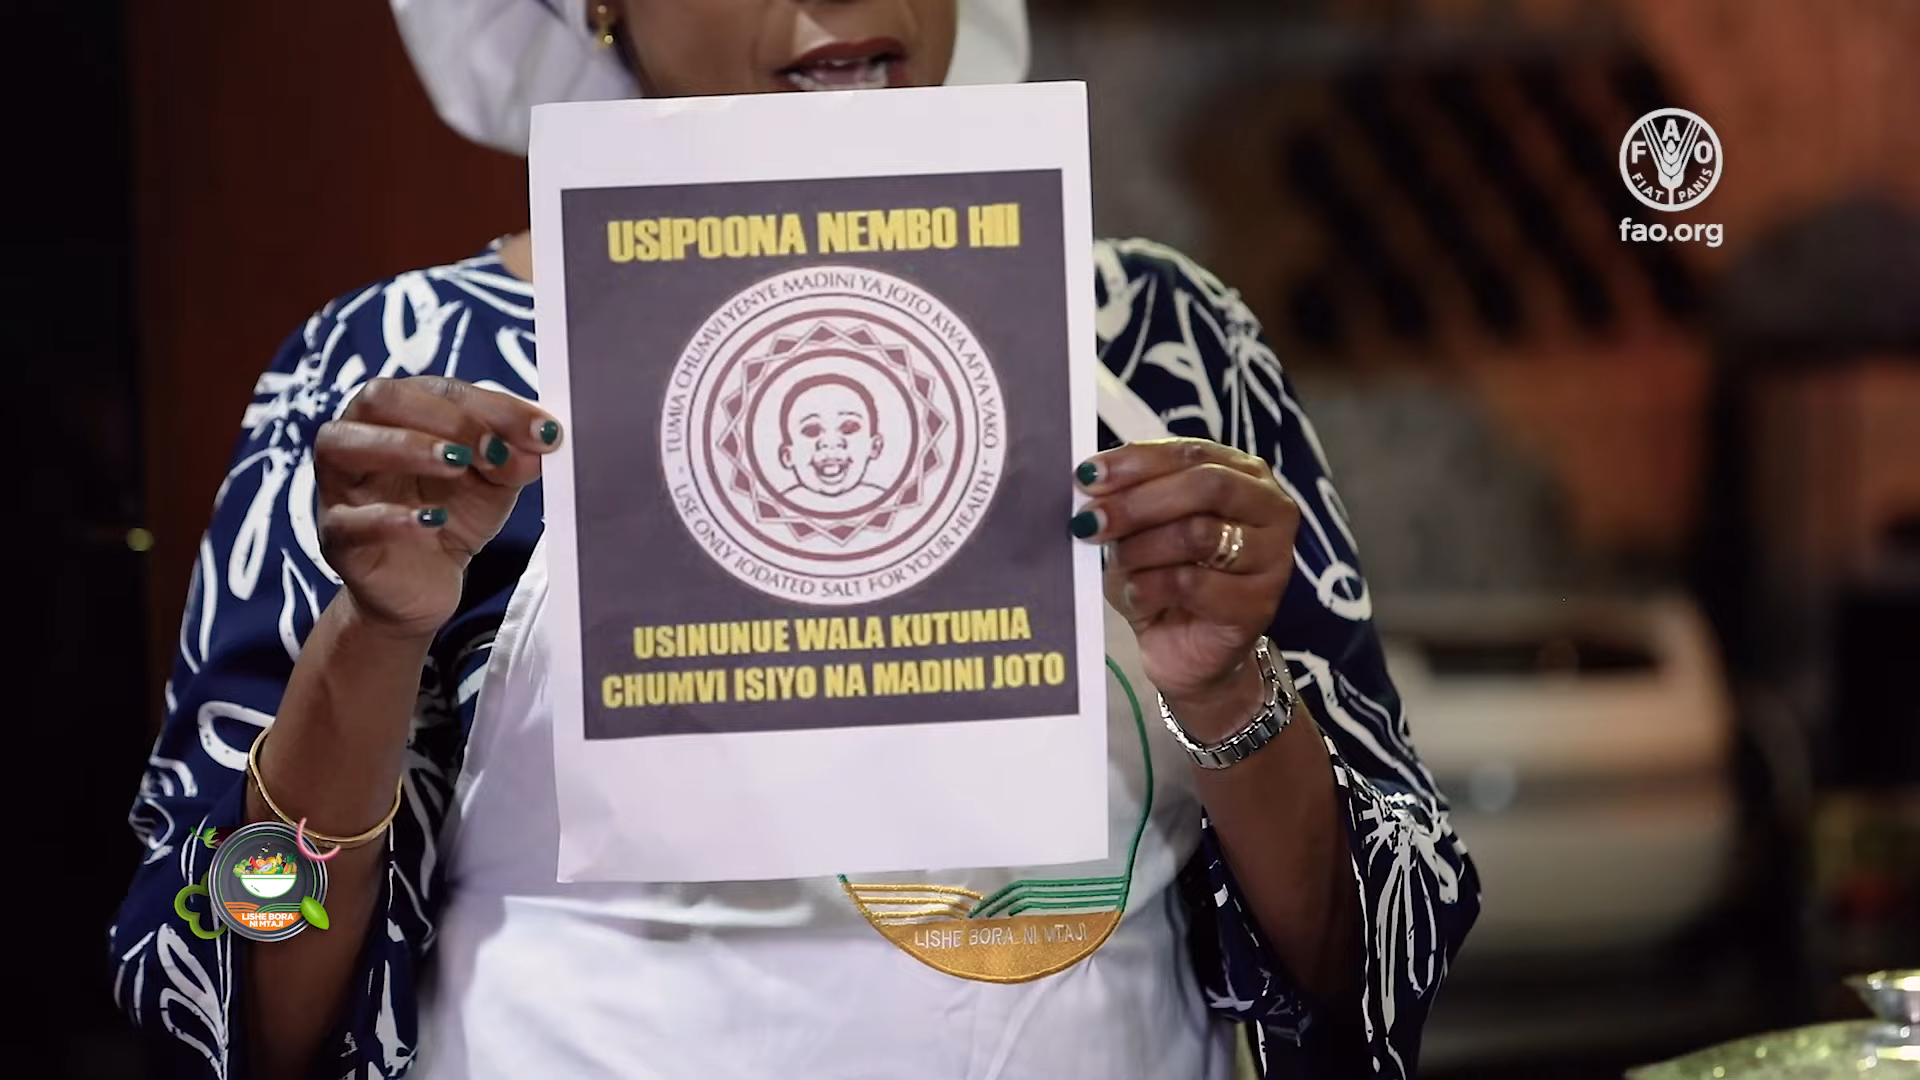 USIPOONA NEMBO HII
TUMIA CHUMVI YENYE MADINI YA JOTO KWA AFYA YAKO
- USE ONLY IODATED SALT FOR YOUR HEALTH -
USINUNUE WALA KUTUMIA
CHUMVI ISIYO NA MADINI JOTO
F A O
FIAT PANIS
fao.org
LISHE BORA
NI MTAJI
LISHE BORA NI MTAJI